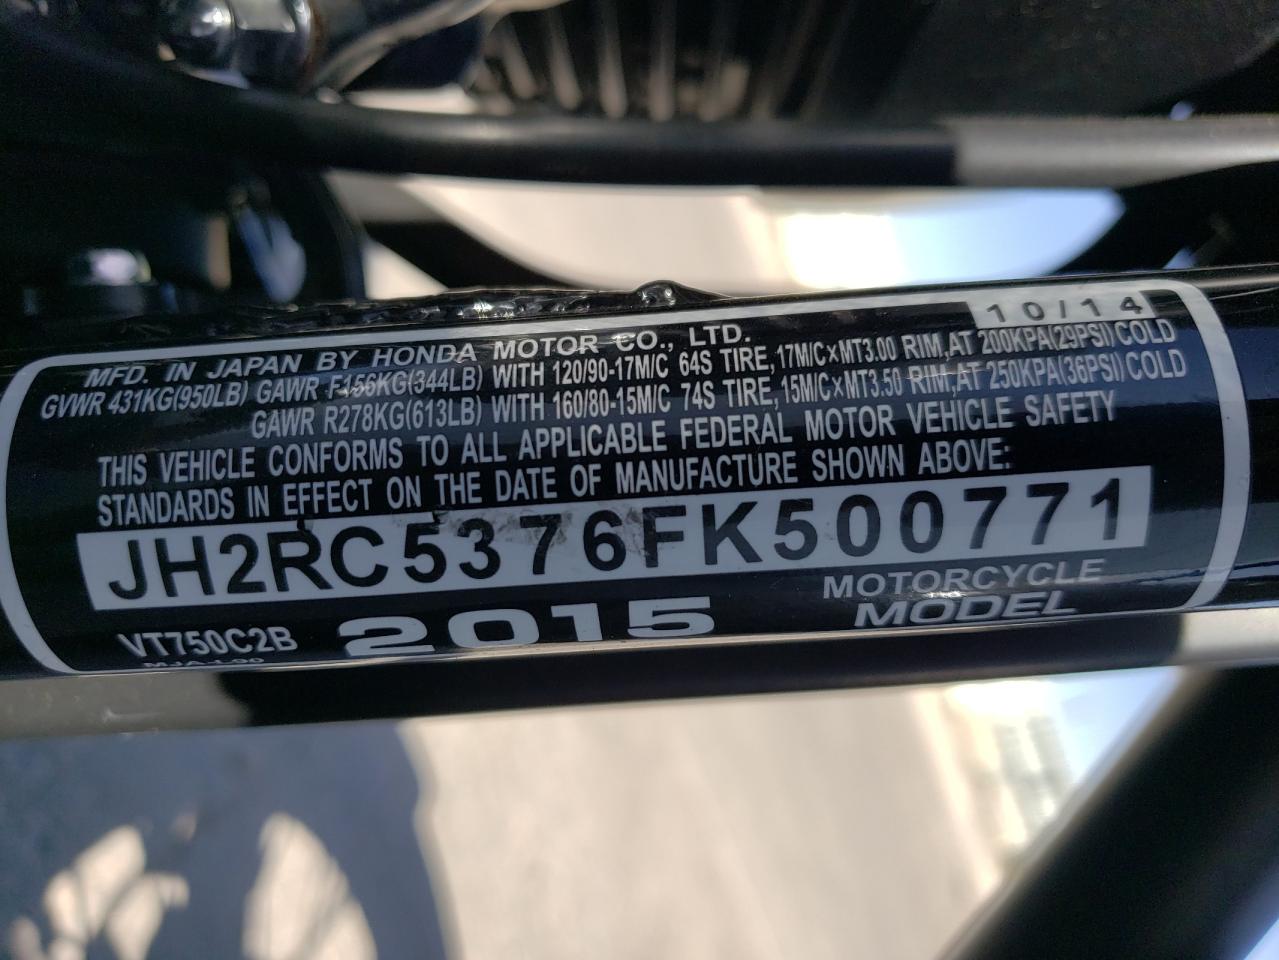 10/14
MFD. IN JAPAN BY HONDA MOTOR CO., LTD.
GVWR 431KG(950LB) GAWR F156KG(344LB) WITH 120/90-17M/C 64S TIRE,17M/C×MT3.00 RIM,AT 200KPA(29PSI)COLD
GAWR R278KG(613LB) WITH 160/80-15M/C 74S TIRE,15M/C×MT3.50 RIM,AT 250KPA(36PSI)COLD
THIS VEHICLE CONFORMS TO ALL APPLICABLE FEDERAL MOTOR VEHICLE SAFETY
STANDARDS IN EFFECT ON THE DATE OF MANUFACTURE SHOWN ABOVE:
JH2RC5376FK500771
VT750C2B 2015 MOTORCYCLE
MODEL